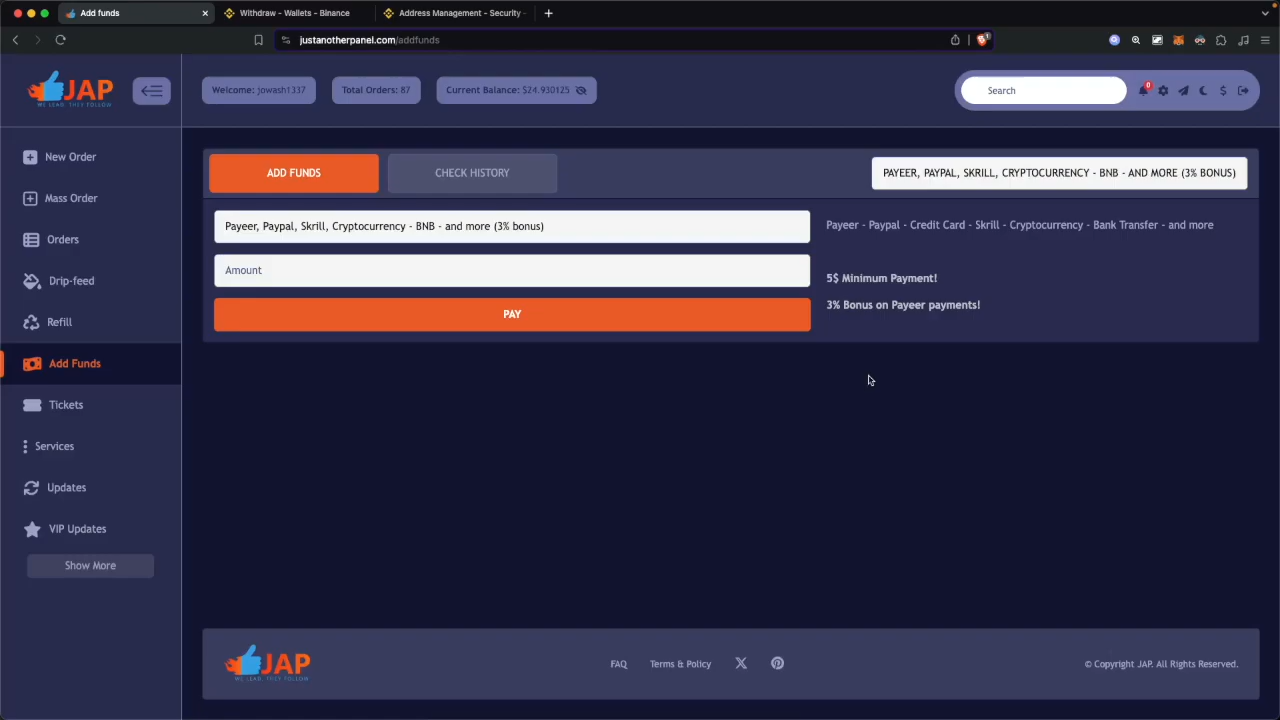 Add funds
Withdraw - Wallets - Binance
Address Management - Security -
justanotherpanel.com/addfunds
1
JAP
WE LEAD, THEY FOLLOW
Welcome: jowash1337
Total Orders: 87
Current Balance: $24.930125
Search
0
New Order
Mass Order
Orders
Drip-feed
Refill
Add Funds
Tickets
Services
Updates
VIP Updates
Show More
ADD FUNDS
CHECK HISTORY
PAYEER, PAYPAL, SKRILL, CRYPTOCURRENCY - BNB - AND MORE (3% BONUS)
Payeer, Paypal, Skrill, Cryptocurrency - BNB - and more (3% bonus)
Amount
PAY
Payeer - Paypal - Credit Card - Skrill - Cryptocurrency - Bank Transfer - and more
5$ Minimum Payment!
3% Bonus on Payeer payments!
JAP
WE LEAD, THEY FOLLOW
FAQ
Terms & Policy
© Copyright JAP. All Rights Reserved.